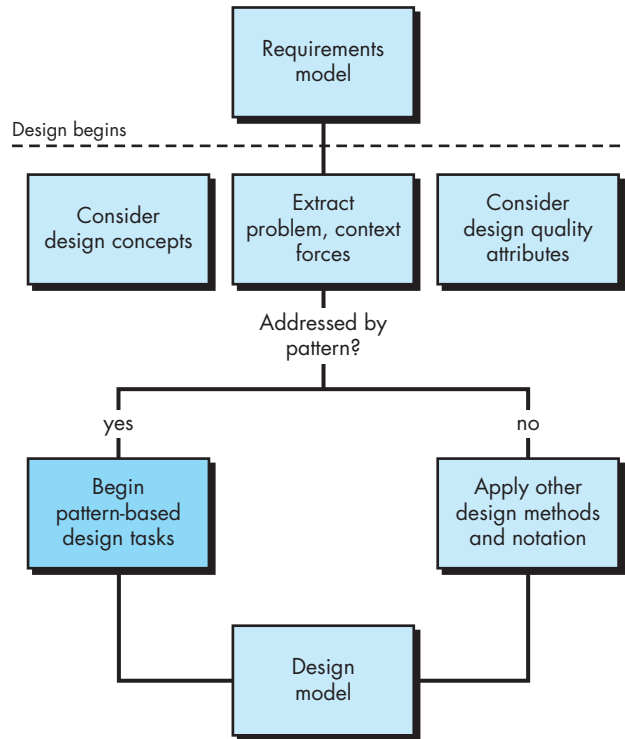 Requirements
model
Design begins
Consider
design concepts
Extract
problem, context
forces
Consider
design quality
attributes
Addressed by
pattern?
yes
no
Begin
pattern-based
design tasks
Apply other
design methods
and notation
Design
model